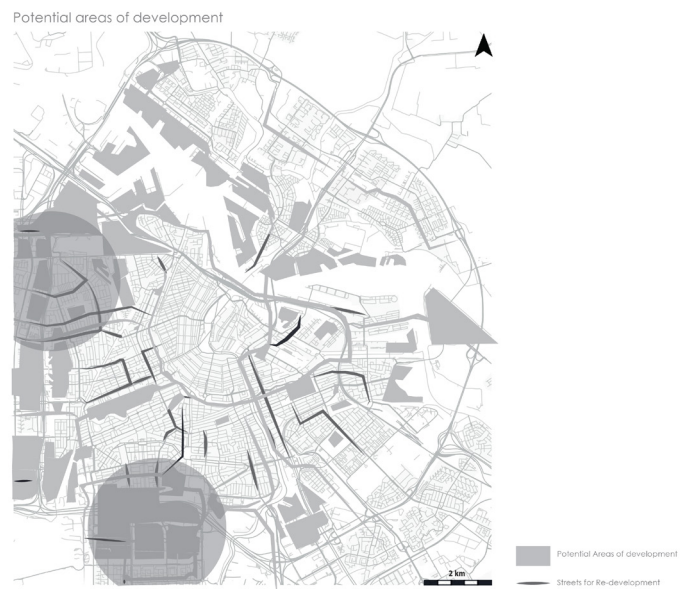 Potential areas of development
2 km
Potential Areas of development
Streets for Re-development